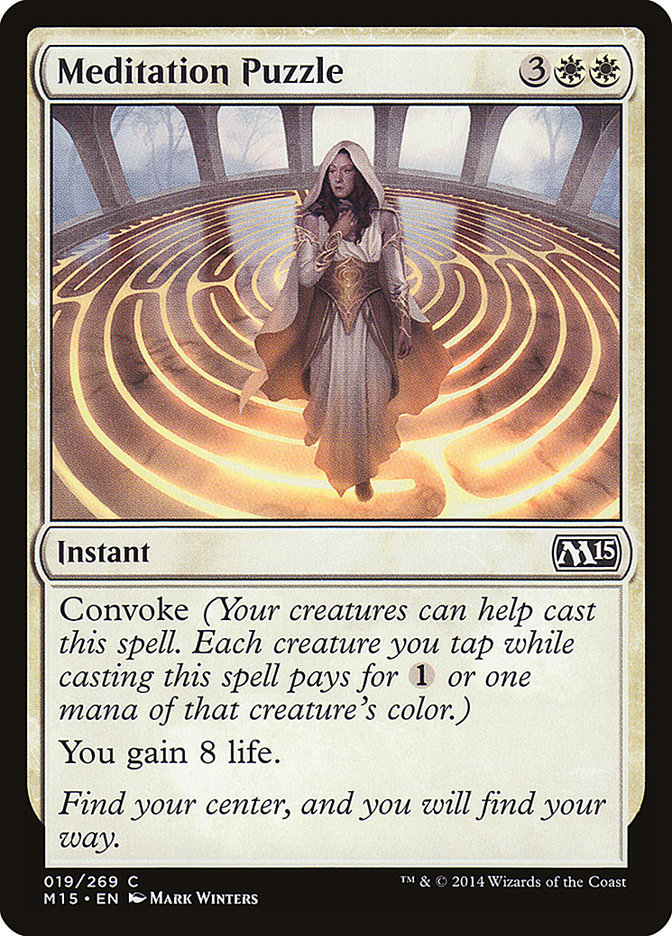 Meditation Puzzle 3
Instant M15
Convoke (Your creatures can help cast
this spell. Each creature you tap while
casting this spell pays for 1 or one
mana of that creature's color.)
You gain 8 life.
Find your center, and you will find your
way.
019/269 C ™ & © 2014 Wizards of the Coast
M15 • EN Mark Winters